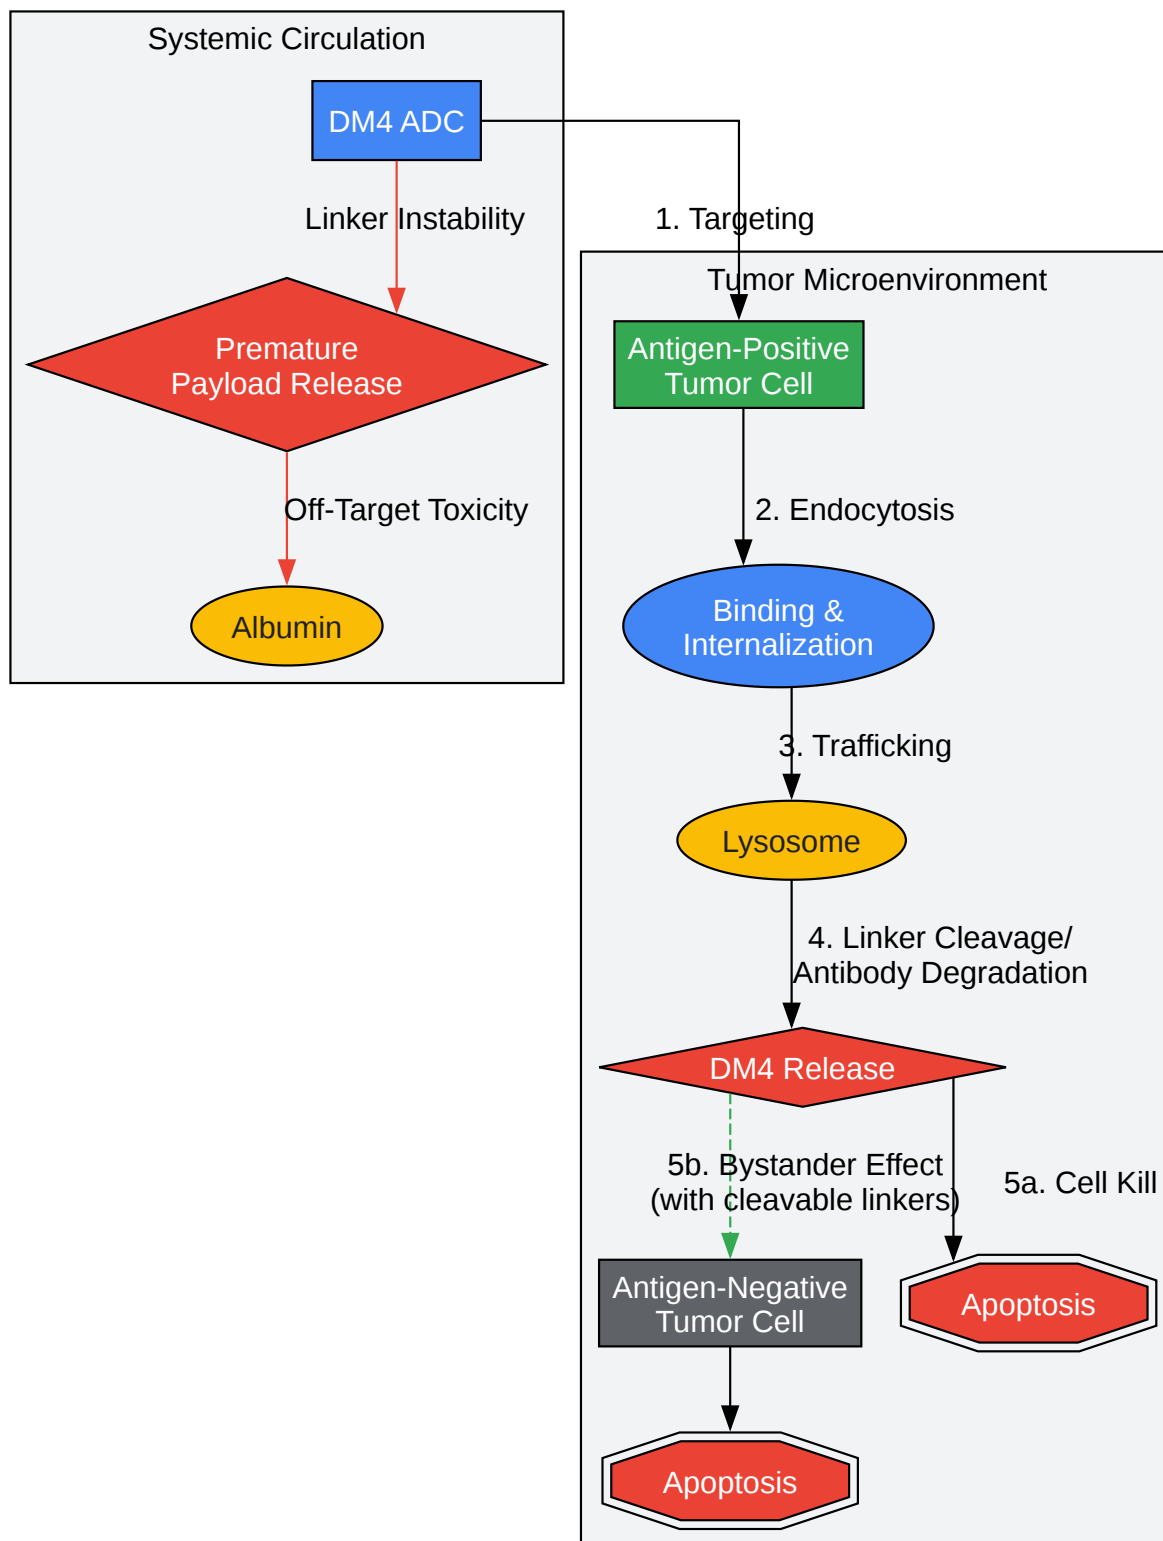 Systemic Circulation
DM4 ADC
Linker Instability
1. Targeting
Tumor Microenvironment
Premature
Payload Release
Antigen-Positive
Tumor Cell
Off-Target Toxicity
2. Endocytosis
Albumin
Binding &
Internalization
3. Trafficking
Lysosome
4. Linker Cleavage/
Antibody Degradation
DM4 Release
5b. Bystander Effect
(with cleavable linkers)
5a. Cell Kill
Antigen-Negative
Tumor Cell
Apoptosis
Apoptosis